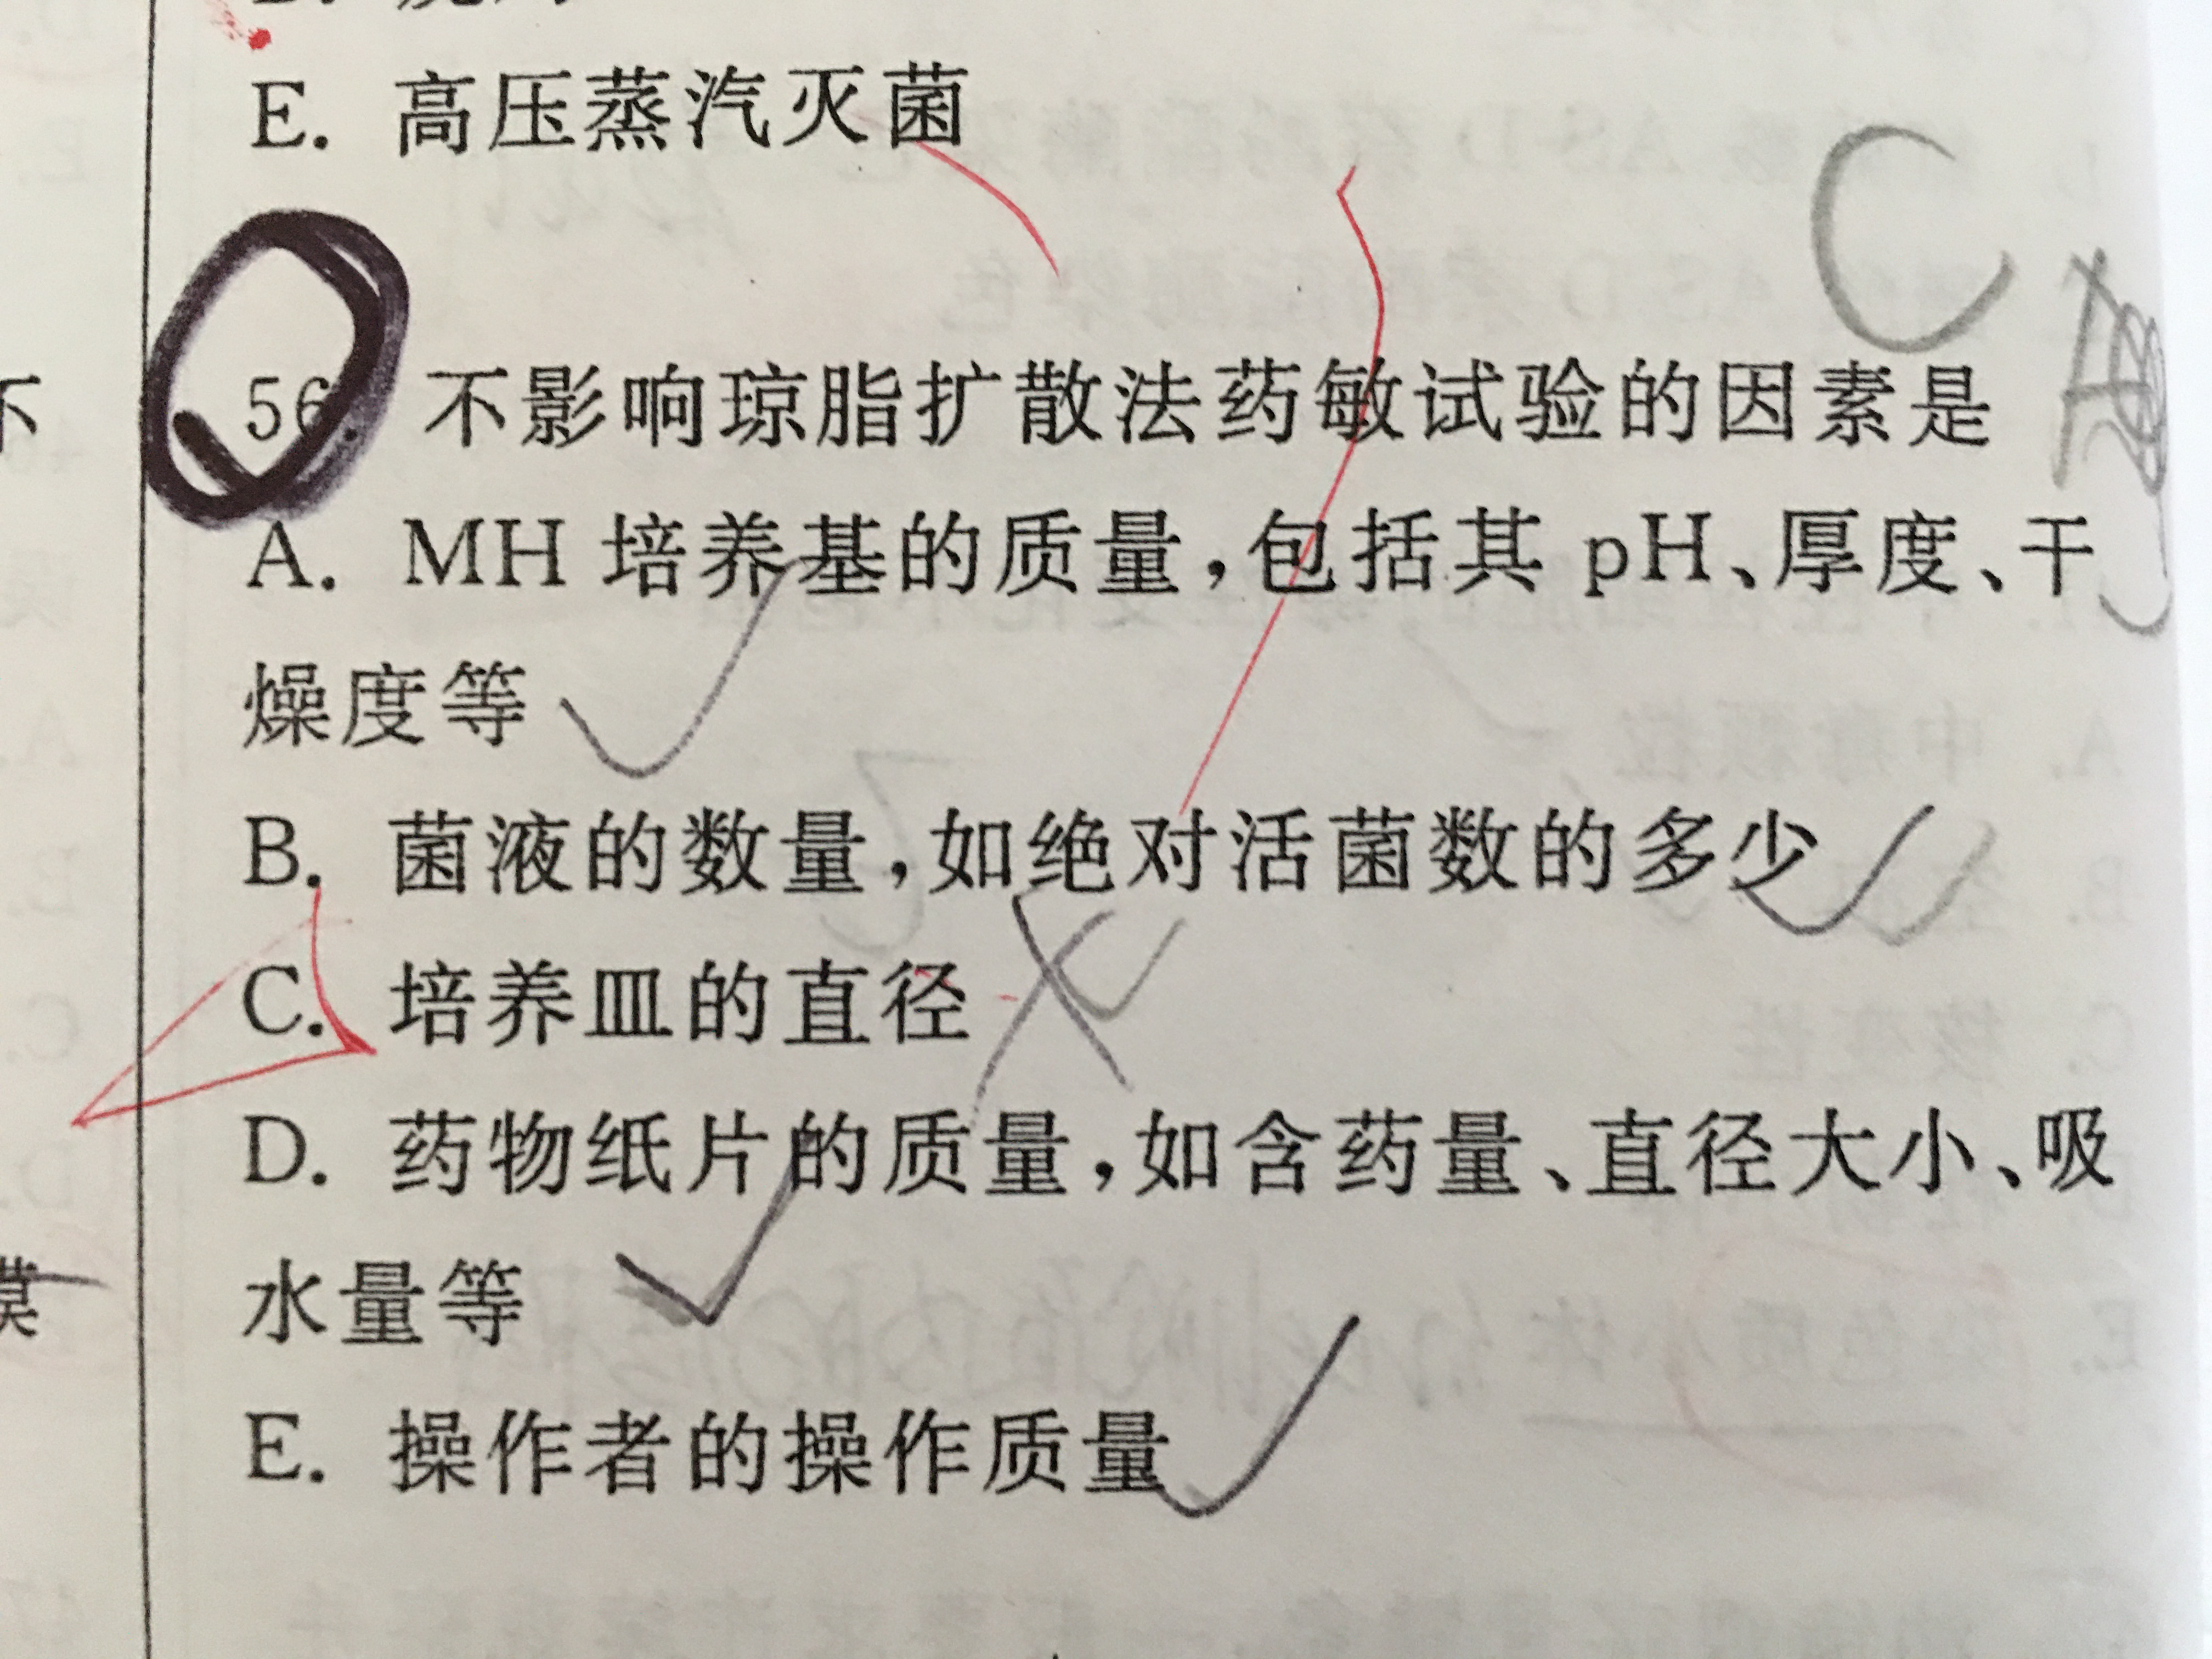 E. 高压蒸汽灭菌
C
不
56. 不影响琼脂扩散法药敏试验的因素是
A. MH 培养基的质量,包括其 pH、厚度、干
燥度等
B. 菌液的数量,如绝对活菌数的多少
C. 培养皿的直径
D. 药物纸片的质量,如含药量、直径大小、吸
水量等
E. 操作者的操作质量